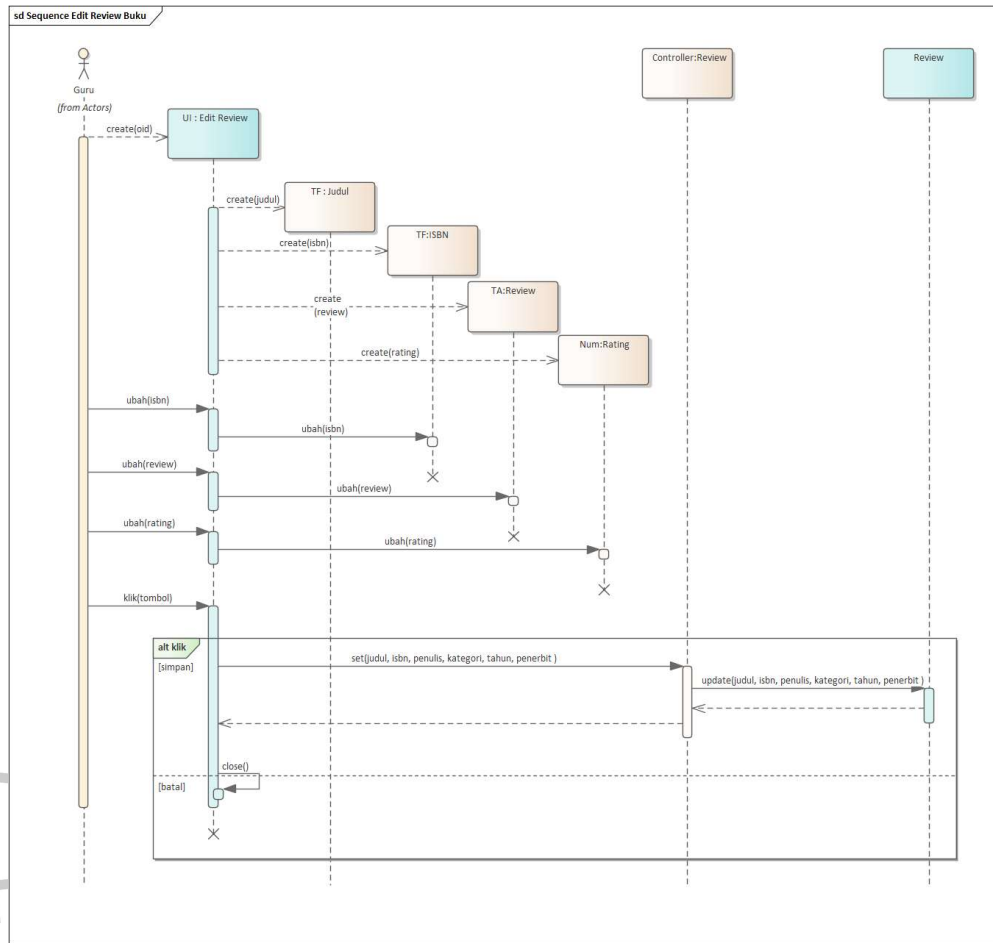 sd Sequence Edit Review Buku
Guru
(from Actors)
Controller:Review
Review
create(oid)
UI : Edit Review
TF : Judul
create(judul)
TF:ISBN
create(isbn)
TA:Review
create
(review)
Num:Rating
create(rating)
ubah(isbn)
ubah(isbn)
ubah(review)
ubah(review)
ubah(rating)
ubah(rating)
klik(tombol)
alt klik
[simpan]
set(judul, isbn, penulis, kategori, tahun, penerbit )
update(judul, isbn, penulis, kategori, tahun, penerbit )
close()
[batal]